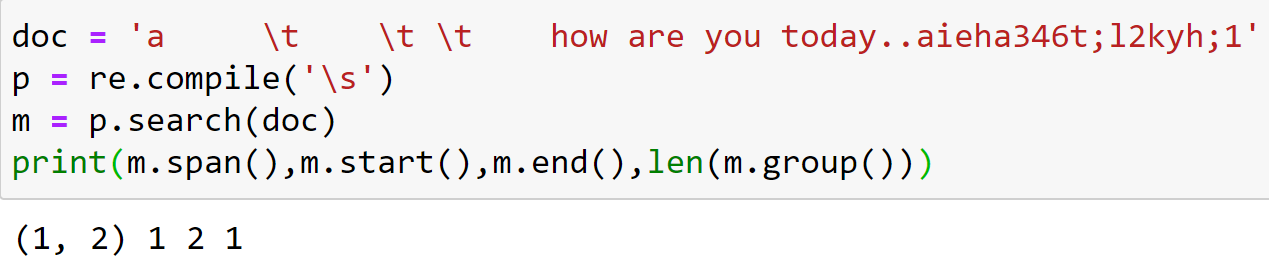 doc = 'a     \t    \t \t    how are you today..aieha346t;l2kyh;1'
p = re.compile('\s')
m = p.search(doc)
print(m.span(),m.start(),m.end(),len(m.group()))
(1, 2) 1 2 1